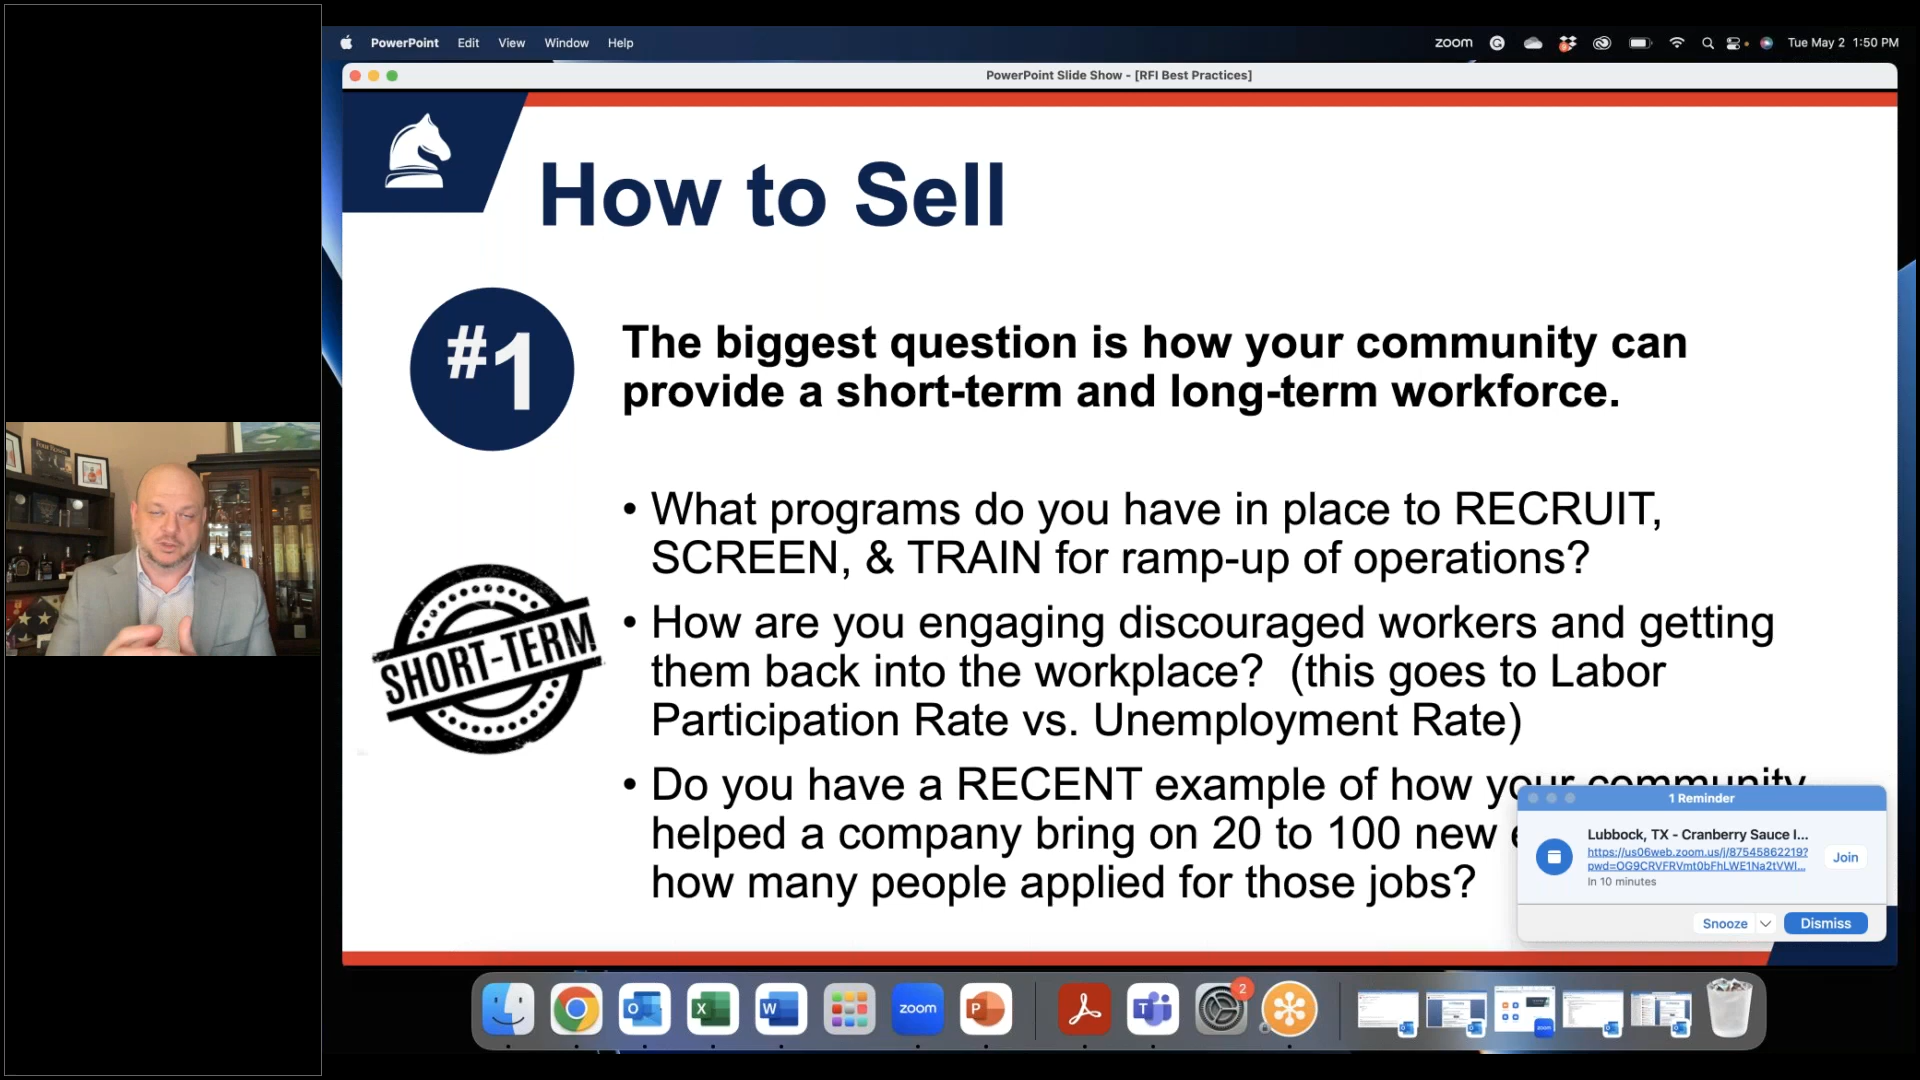 PowerPoint Edit View Window Help
zoom Tue May 2 1:50 PM
PowerPoint Slide Show - [RFI Best Practices]
How to Sell
#1
The biggest question is how your community can
provide a short-term and long-term workforce.
• What programs do you have in place to RECRUIT,
SCREEN, & TRAIN for ramp-up of operations?
SHORT-TERM
• How are you engaging discouraged workers and getting
them back into the workplace? (this goes to Labor
Participation Rate vs. Unemployment Rate)
• Do you have a RECENT example of how your community
helped a company bring on 20 to 100 new
how many people applied for those jobs?
1 Reminder
Lubbock, TX - Cranberry Sauce I...
https://us06web.zoom.us/j/87545862219?
pwd=OG9CRVFRVmt0bFhLWE1Na2tVWl...
Join
In 10 minutes
Snooze
Dismiss
zoom
2